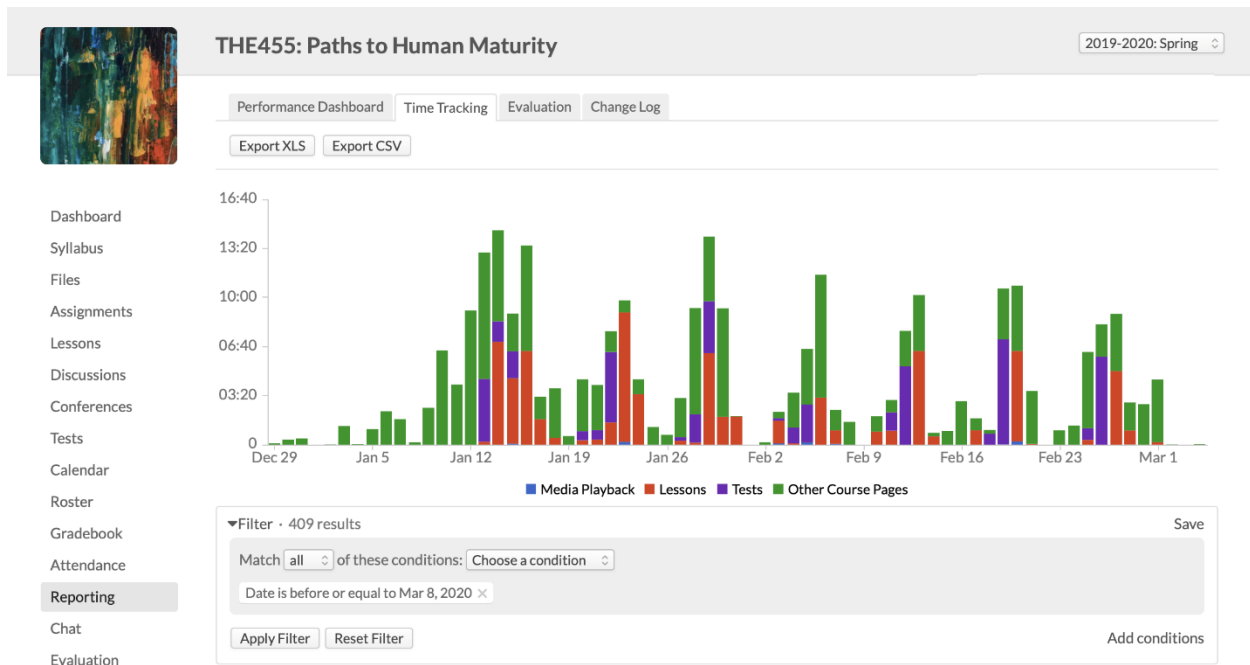 THE455: Paths to Human Maturity
2019-2020: Spring
Performance Dashboard
Time Tracking
Evaluation
Change Log
Export XLS
Export CSV
Dashboard
Syllabus
Files
Assignments
Lessons
Discussions
Conferences
Tests
Calendar
Roster
Gradebook
Attendance
Reporting
Chat
Evaluation
16:40
13:20
10:00
06:40
03:20
0
Dec 29
Jan 5
Jan 12
Jan 19
Jan 26
Feb 2
Feb 9
Feb 16
Feb 23
Mar 1
Media Playback
Lessons
Tests
Other Course Pages
Filter · 409 results
Save
Match all of these conditions: Choose a condition
Date is before or equal to Mar 8, 2020 ×
Apply Filter
Reset Filter
Add conditions